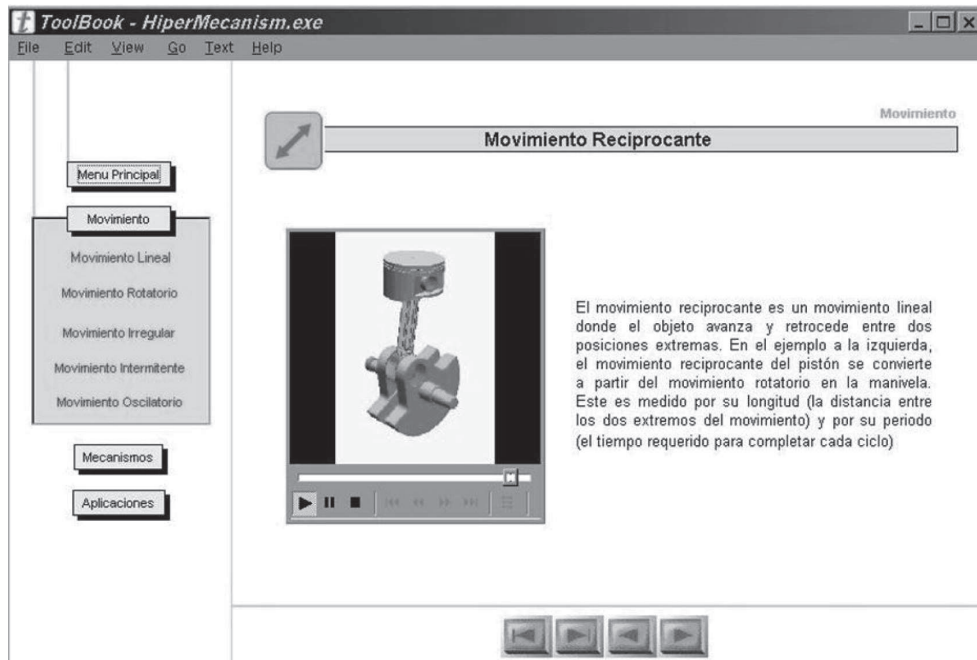 ToolBook - HiperMecanism.exe
File Edit View Go Text Help
Movimiento
Movimiento Reciprocante
Menu Principal
Movimiento
Movimiento Lineal
Movimiento Rotatorio
Movimiento Irregular
Movimiento Intermitente
Movimiento Oscilatorio
Mecanismos
Aplicaciones
El movimiento reciprocante es un movimiento lineal
donde el objeto avanza y retrocede entre dos
posiciones extremas. En el ejemplo a la izquierda,
el movimiento reciprocante del pistón se convierte
a partir del movimiento rotatorio en la manivela.
Este es medido por su longitud (la distancia entre
los dos extremos del movimiento) y por su periodo
(el tiempo requerido para completar cada ciclo)